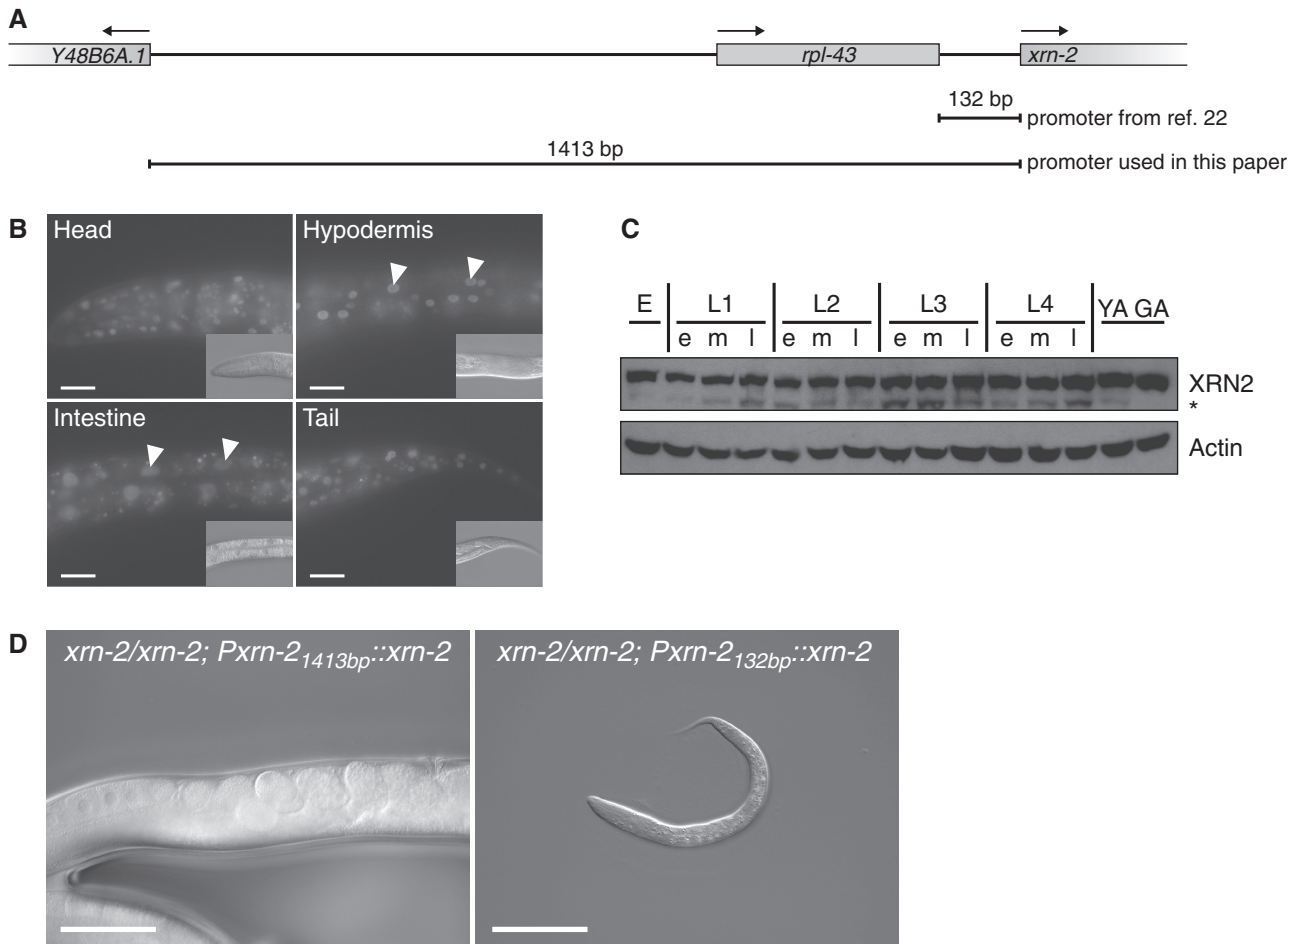 A
Y48B6A.1 rpl-43 xrn-2
132 bp
promoter from ref. 22
1413 bp
promoter used in this paper
B
Head Hypodermis
Intestine Tail
C
E L1 L2 L3 L4 YA GA
e m l e m l e m l e m l
XRN2
*
Actin
D
xrn-2/xrn-2; Pxrn-21413bp::xrn-2
xrn-2/xrn-2; Pxrn-2132bp::xrn-2